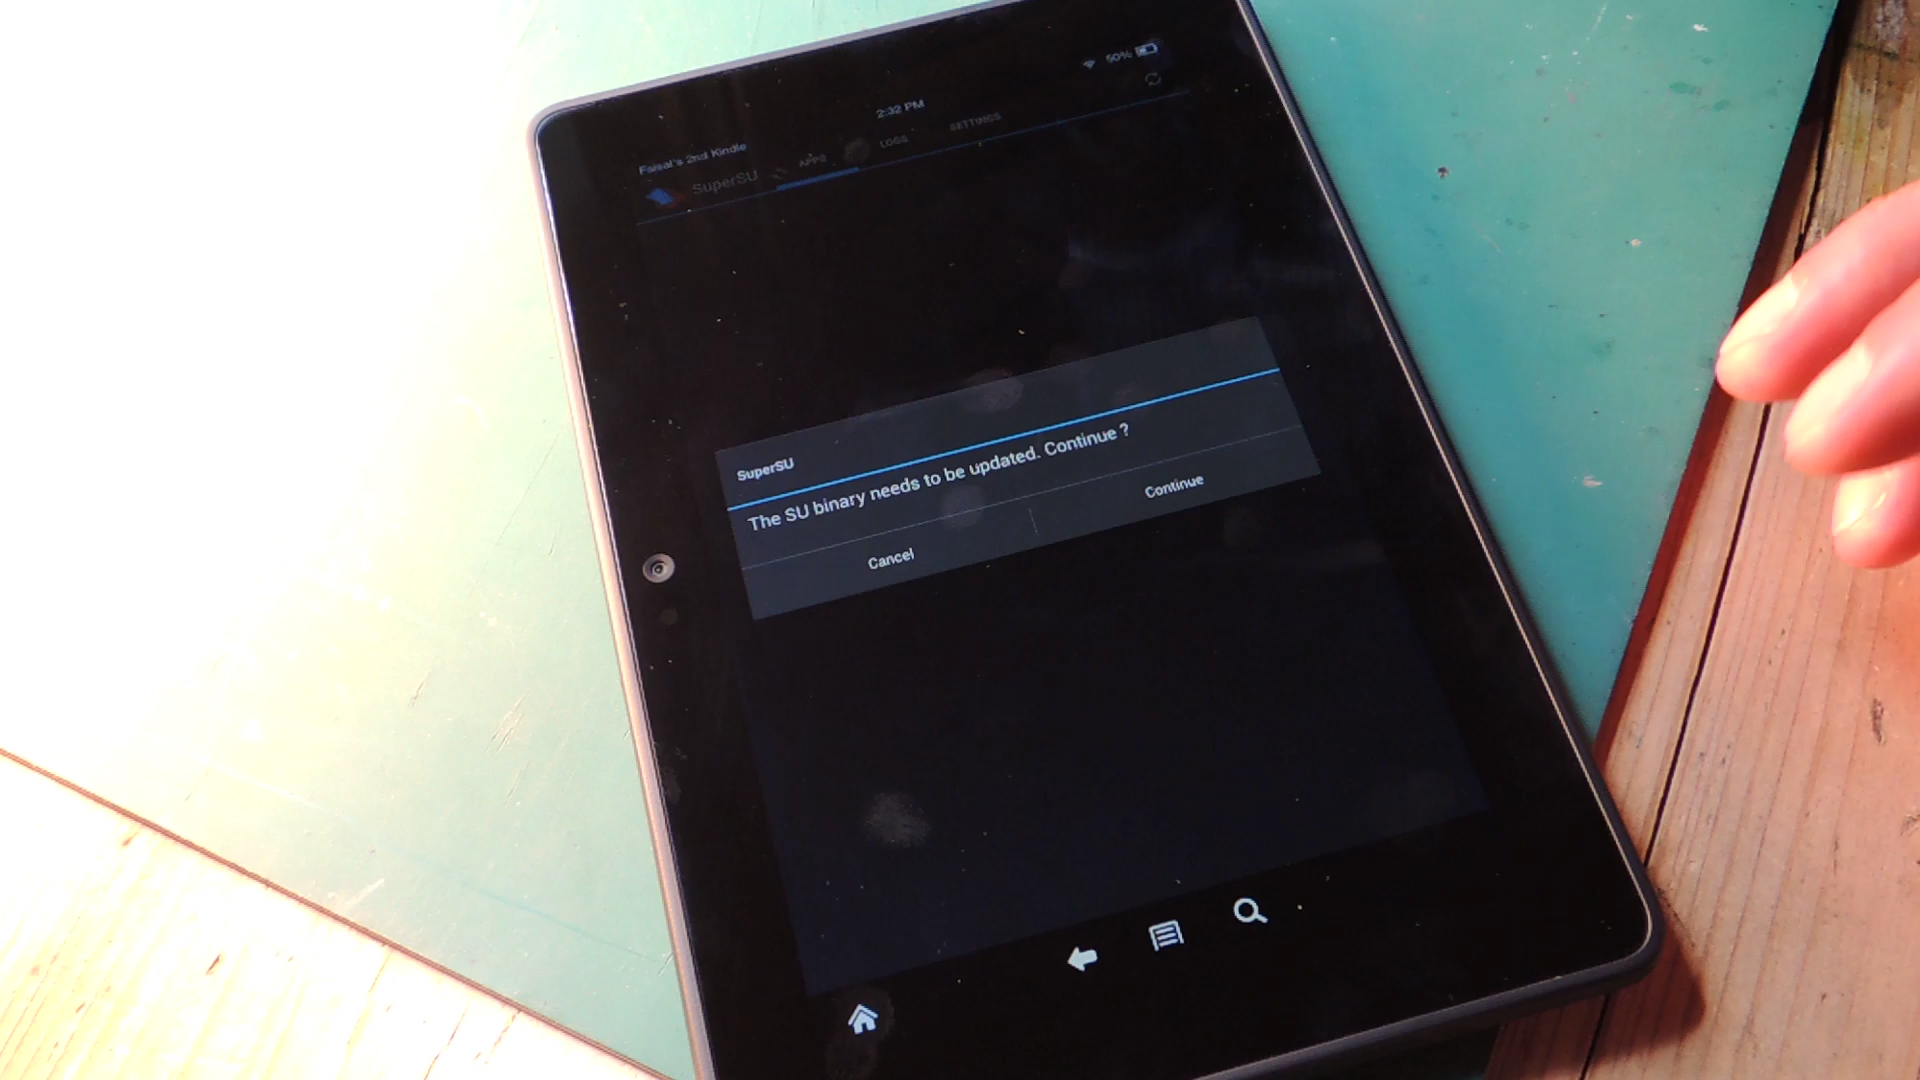 Faisal's 2nd Kindle 2:32 PM 50%
SuperSU APPS LOGS SETTINGS
SuperSU
The SU binary needs to be updated. Continue ?
Cancel Continue